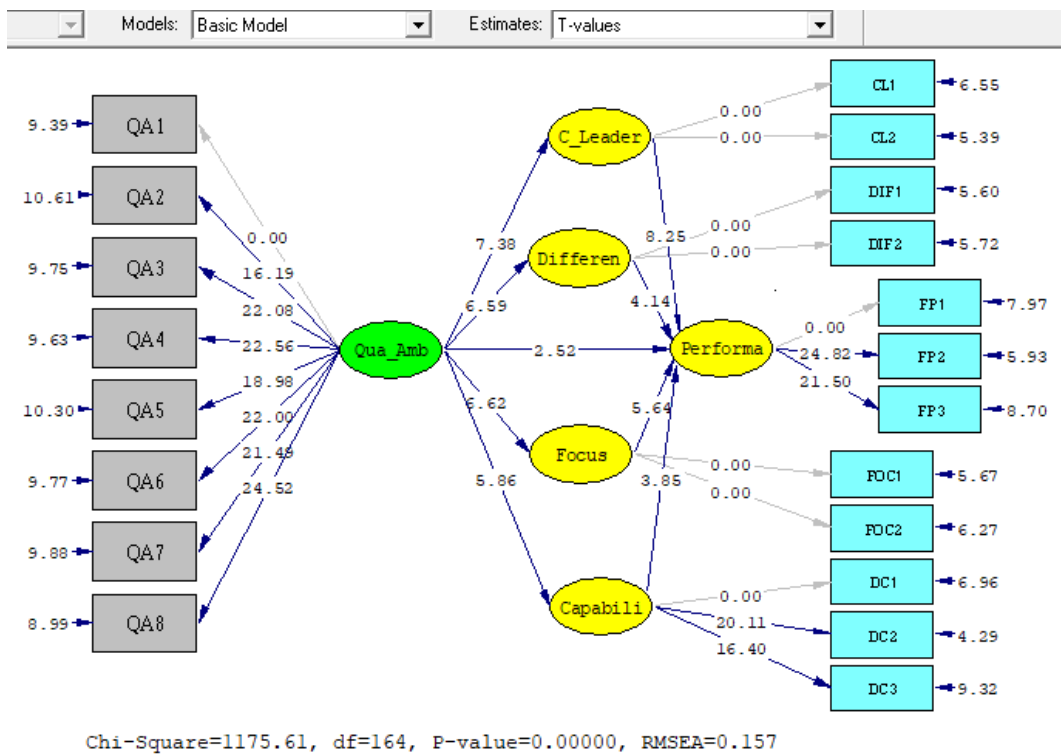 Models: Basic Model Estimates: T-values
9.39 QA1
10.61 QA2
9.75 QA3
9.63 QA4
10.30 QA5
9.77 QA6
9.88 QA7
8.99 QA8
0.00
16.19
22.08
22.56
18.98
22.00
21.49
24.52
Qua_Amb
7.38
6.59
2.52
6.62
5.86
C_Leader
Differen
Focus
Capabili
8.25
4.14
5.64
3.85
Performa
0.00
0.00
CL1 6.55
CL2 5.39
0.00
0.00
DIF1 5.60
DIF2 5.72
0.00
24.82
21.50
FP1 7.97
FP2 5.93
FP3 8.70
0.00
0.00
FOC1 5.67
FOC2 6.27
0.00
20.11
16.40
DC1 6.96
DC2 4.29
DC3 9.32
Chi-Square=1175.61, df=164, P-value=0.00000, RMSEA=0.157